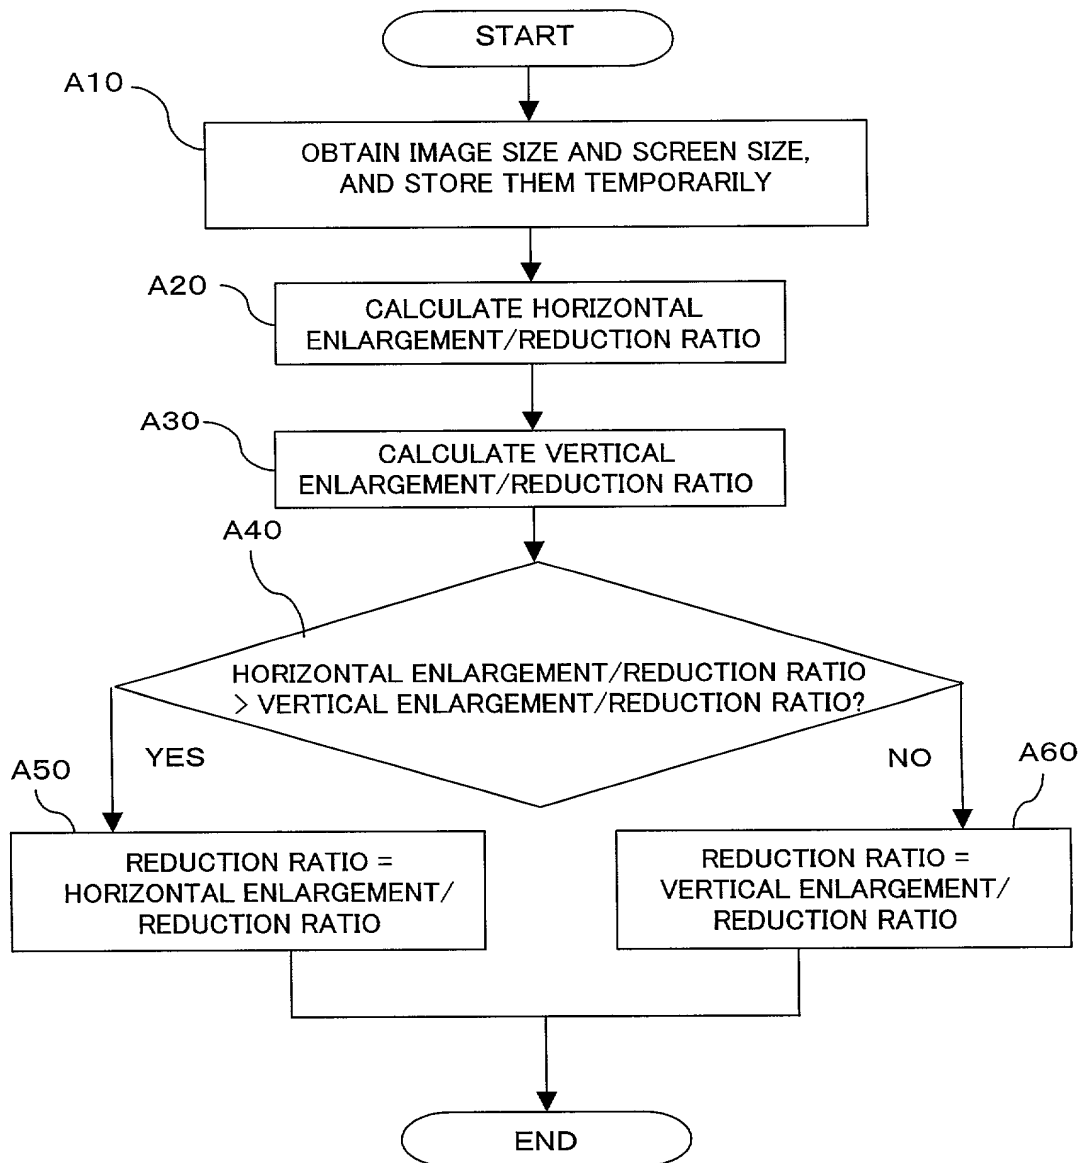 START
A10
OBTAIN IMAGE SIZE AND SCREEN SIZE,
AND STORE THEM TEMPORARILY
A20
CALCULATE HORIZONTAL
ENLARGEMENT/REDUCTION RATIO
A30
CALCULATE VERTICAL
ENLARGEMENT/REDUCTION RATIO
A40
HORIZONTAL ENLARGEMENT/REDUCTION RATIO
> VERTICAL ENLARGEMENT/REDUCTION RATIO?
YES
NO
A50
REDUCTION RATIO =
HORIZONTAL ENLARGEMENT/
REDUCTION RATIO
A60
REDUCTION RATIO =
VERTICAL ENLARGEMENT/
REDUCTION RATIO
END